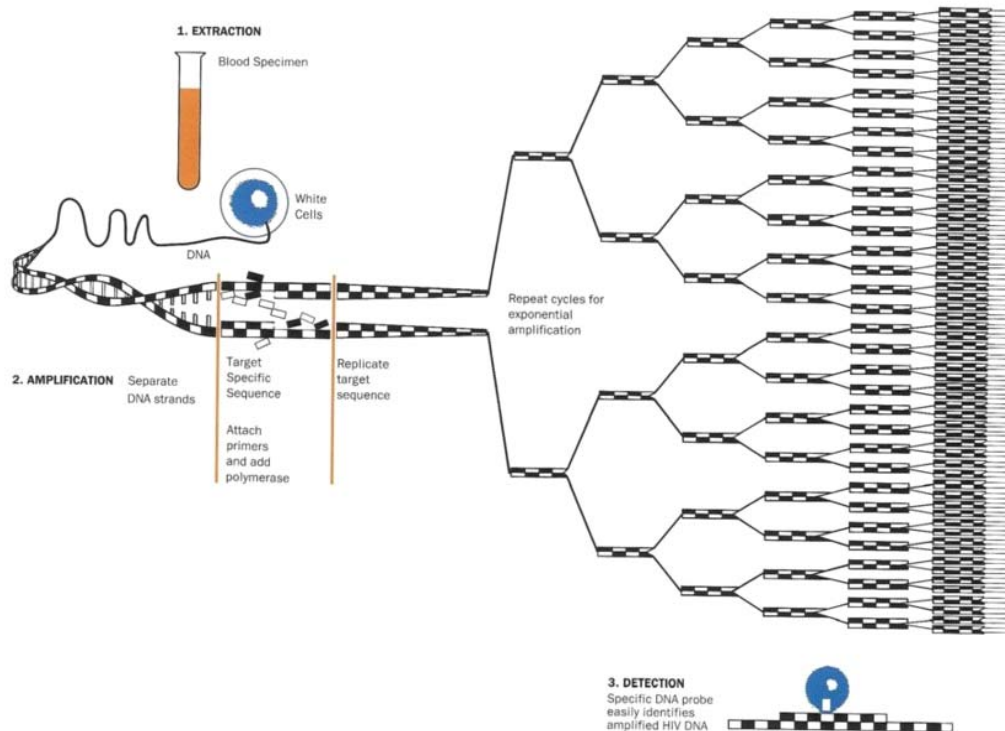 1. EXTRACTION
Blood Specimen
White
Cells
DNA
Repeat cycles for
exponential
amplification
2. AMPLIFICATION
Separate
DNA strands
Target
Specific
Sequence
Attach
primers
and add
polymerase
Replicate
target
sequence
3. DETECTION
Specific DNA probe
easily identifies
amplified HIV DNA